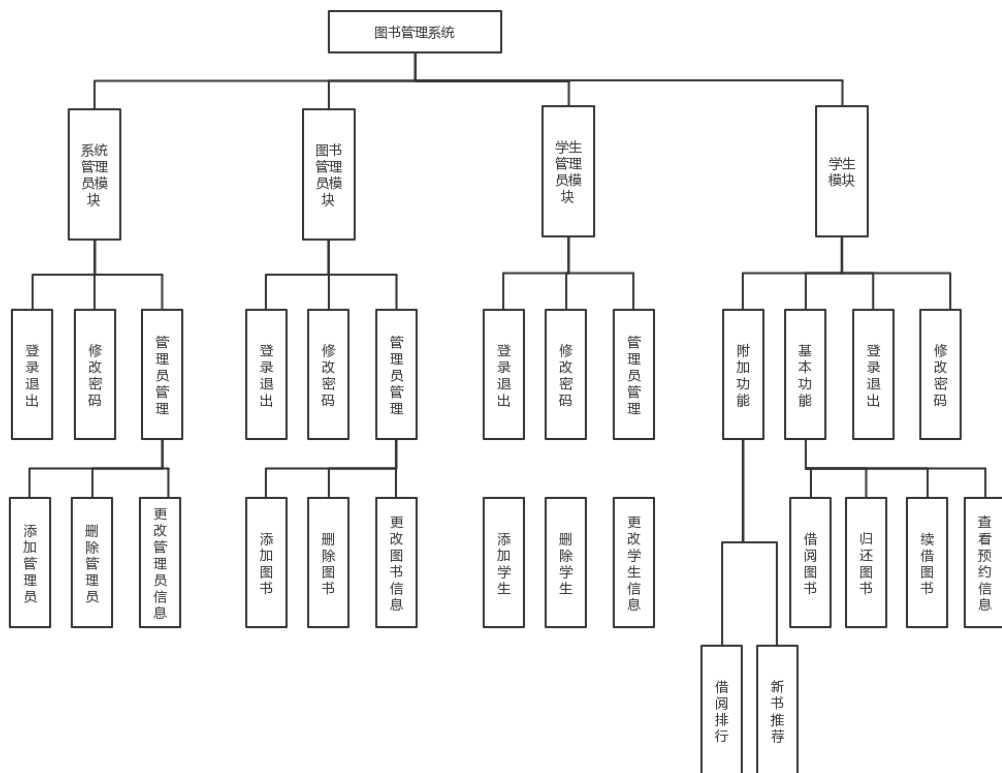 图书管理系统
系统
管理
员模
块
图书
管理
员模
块
学生
管理
员模
块
学生
模块
登录退出
修改密码
管理员管理
登录退出
修改密码
管理员管理
登录退出
修改密码
管理员管理
附加功能
基本功能
登录退出
修改密码
添加管理员
删除管理员
更改管理员信息
添加图书
删除图书
更改图书信息
添加学生
删除学生
更改学生信息
借阅图书
归还图书
续借图书
查看预约信息
借阅排行
新书推荐